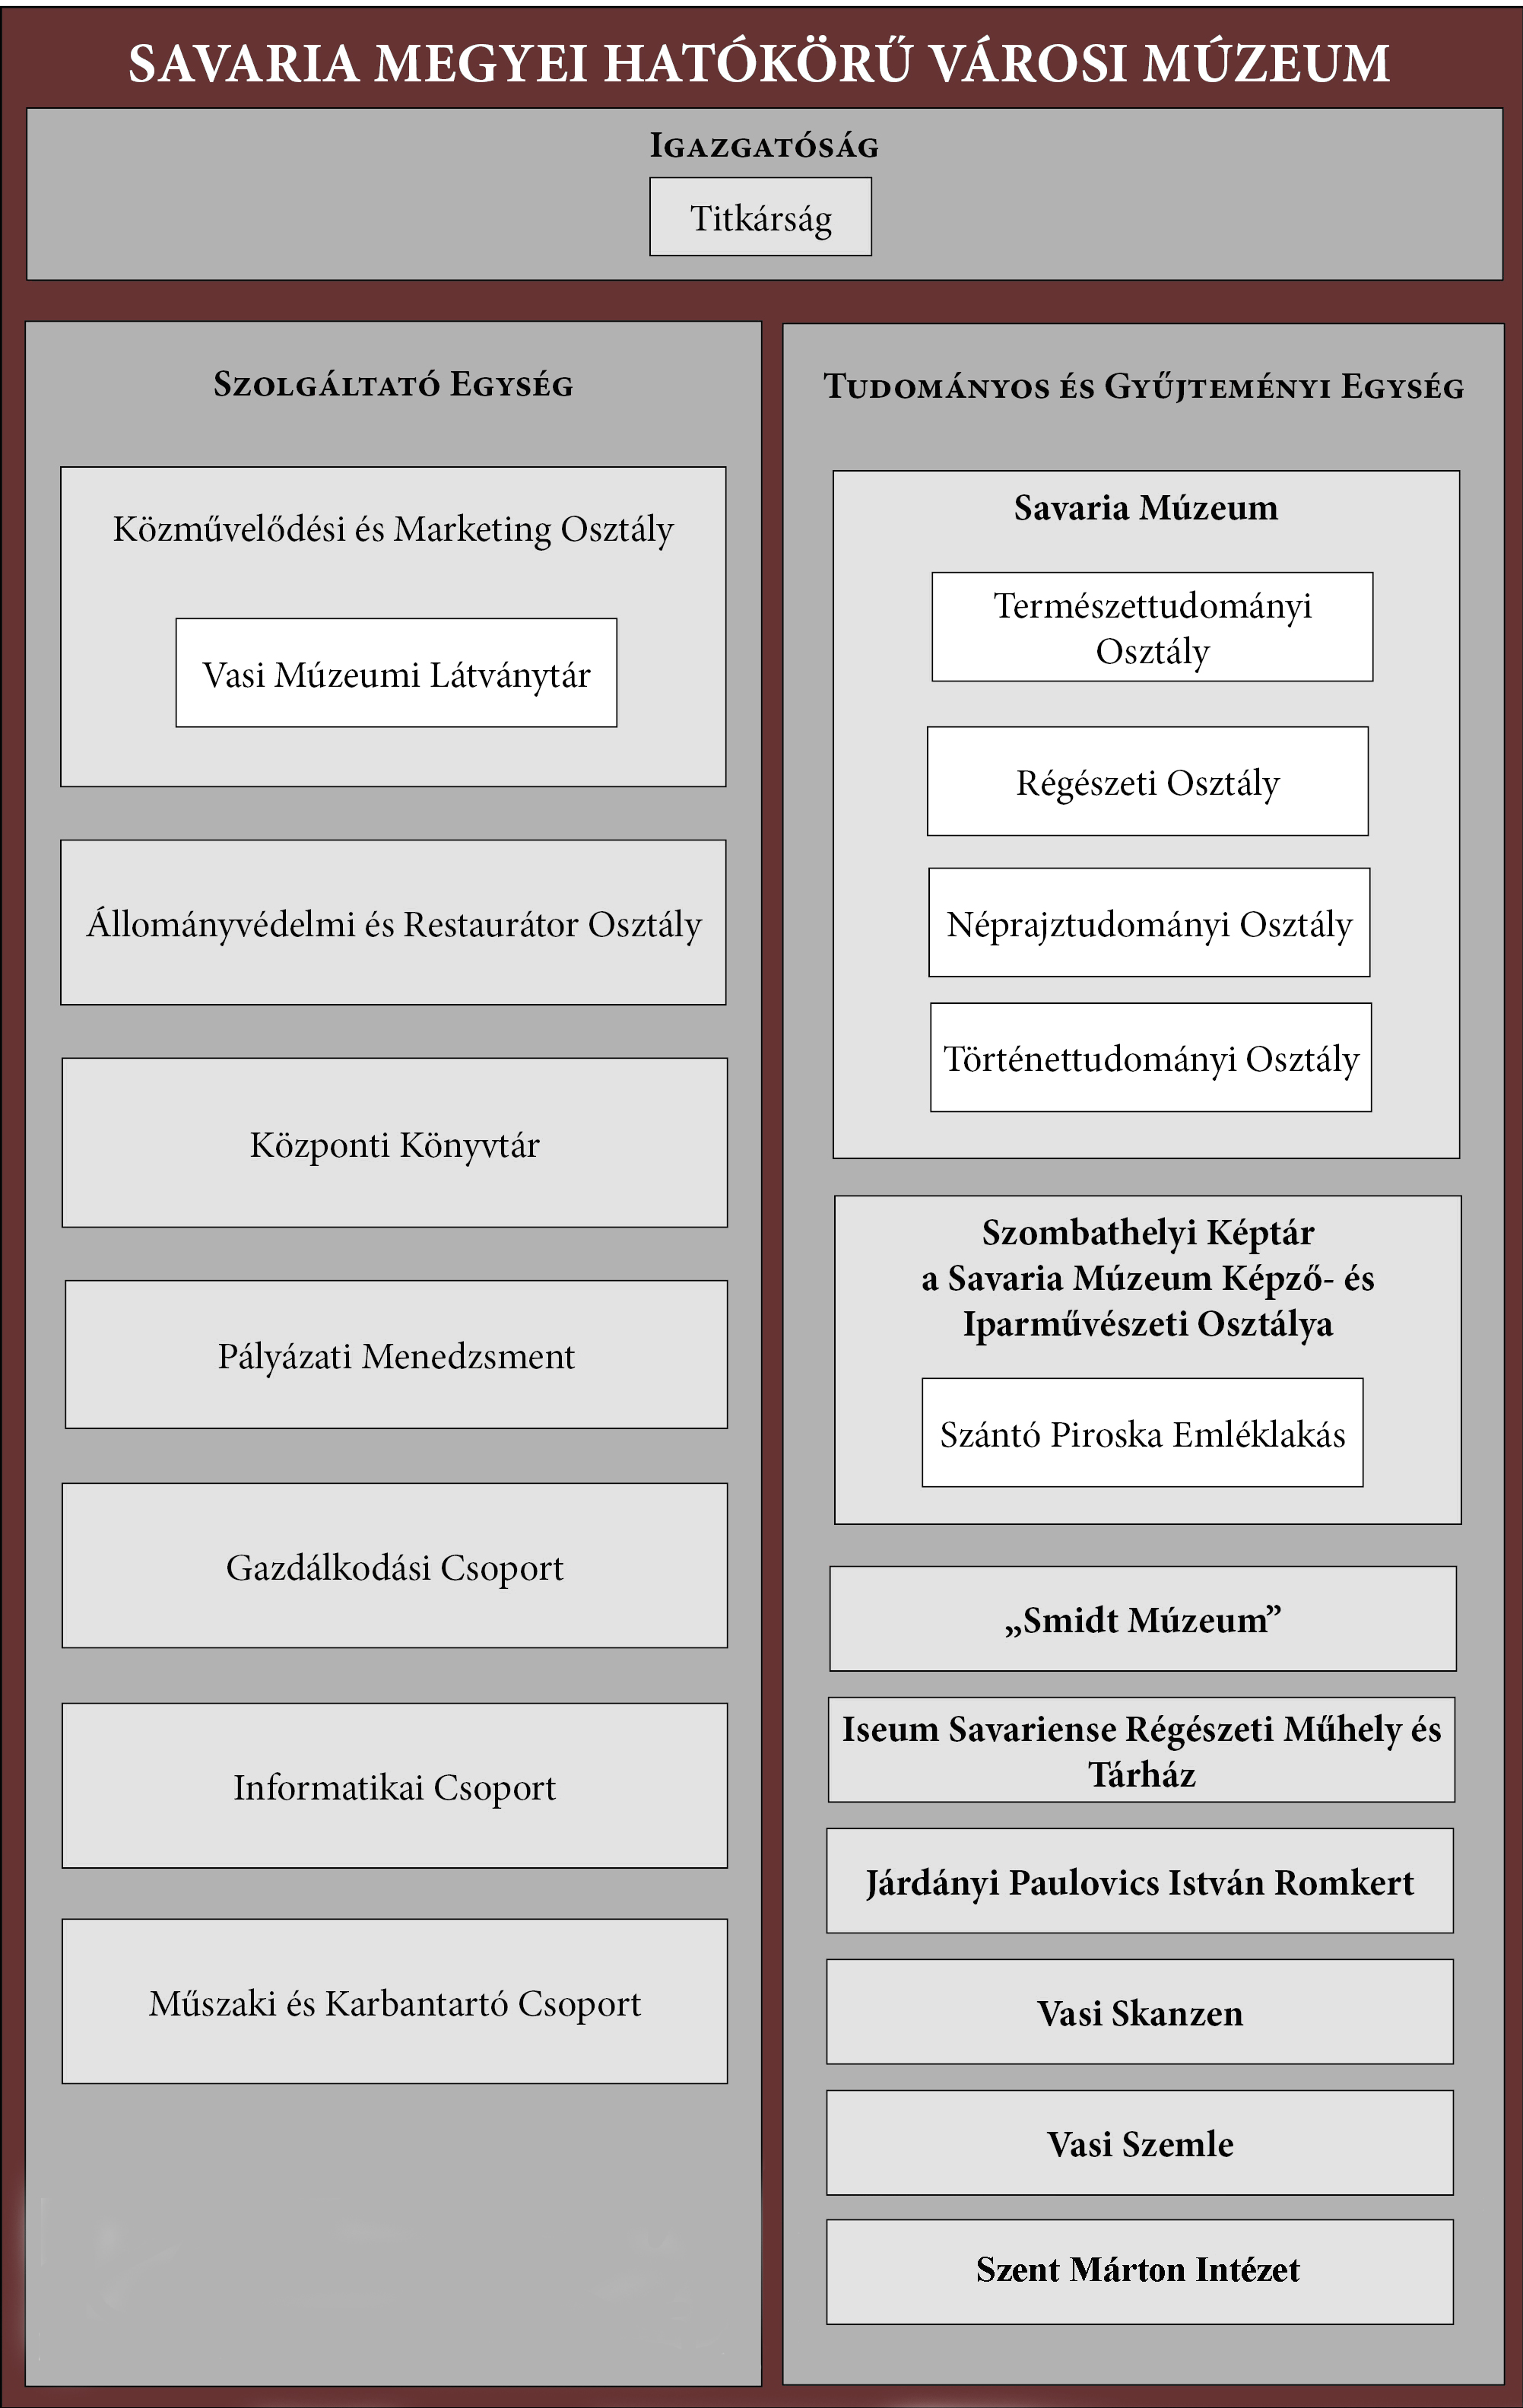 SAVARIA MEGYEI HATÓKÖRŰ VÁROSI MÚZEUM
Igazgatóság
Titkárság
Szolgáltató Egység
Közművelődési és Marketing Osztály
Vasi Múzeumi Látványtár
Állományvédelmi és Restaurátor Osztály
Központi Könyvtár
Pályázati Menedzsment
Gazdálkodási Csoport
Informatikai Csoport
Műszaki és Karbantartó Csoport
Tudományos és Gyűjteményi Egység
Savaria Múzeum
Természettudományi
Osztály
Régészeti Osztály
Néprajztudományi Osztály
Történettudományi Osztály
Szombathelyi Képtár
a Savaria Múzeum Képző- és
Iparművészeti Osztálya
Szántó Piroska Emléklakás
„Smidt Múzeum”
Iseum Savariense Régészeti Műhely és
Tárház
Járdányi Paulovics István Romkert
Vasi Skanzen
Vasi Szemle
Szent Márton Intézet